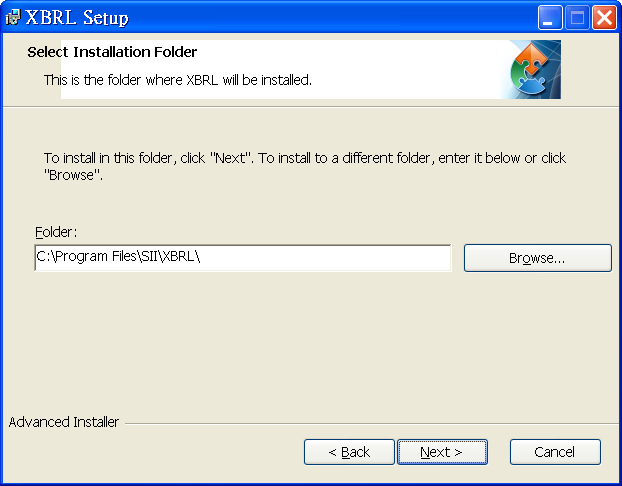 XBRL Setup
Select Installation Folder
This is the folder where XBRL will be installed.
To install in this folder, click "Next". To install to a different folder, enter it below or click
"Browse".
Folder:
C:\Program Files\SII\XBRL\
Browse...
Advanced Installer
< Back
Next >
Cancel